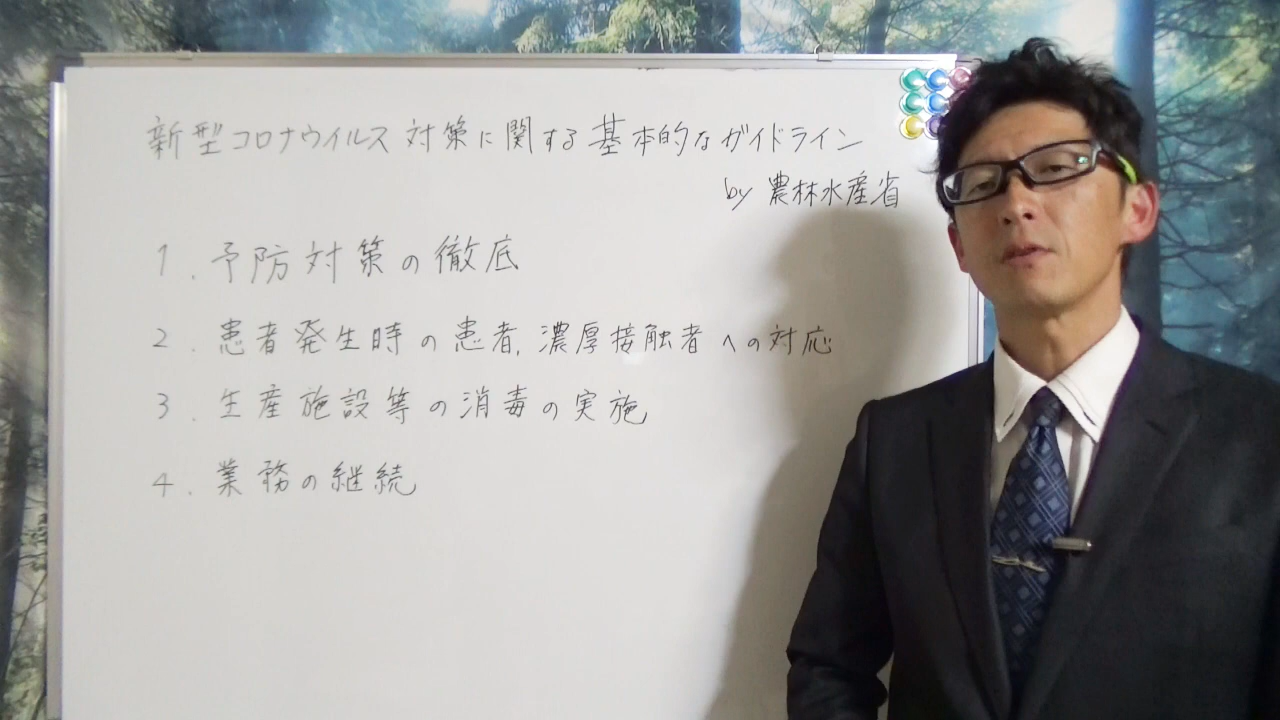 新型コロナウイルス対策に関する基本的なガイドライン
by 農林水産省
1. 予防対策の徹底
2. 患者発生時の患者,濃厚接触者への対応
3. 生産施設等の消毒の実施
4. 業務の継続